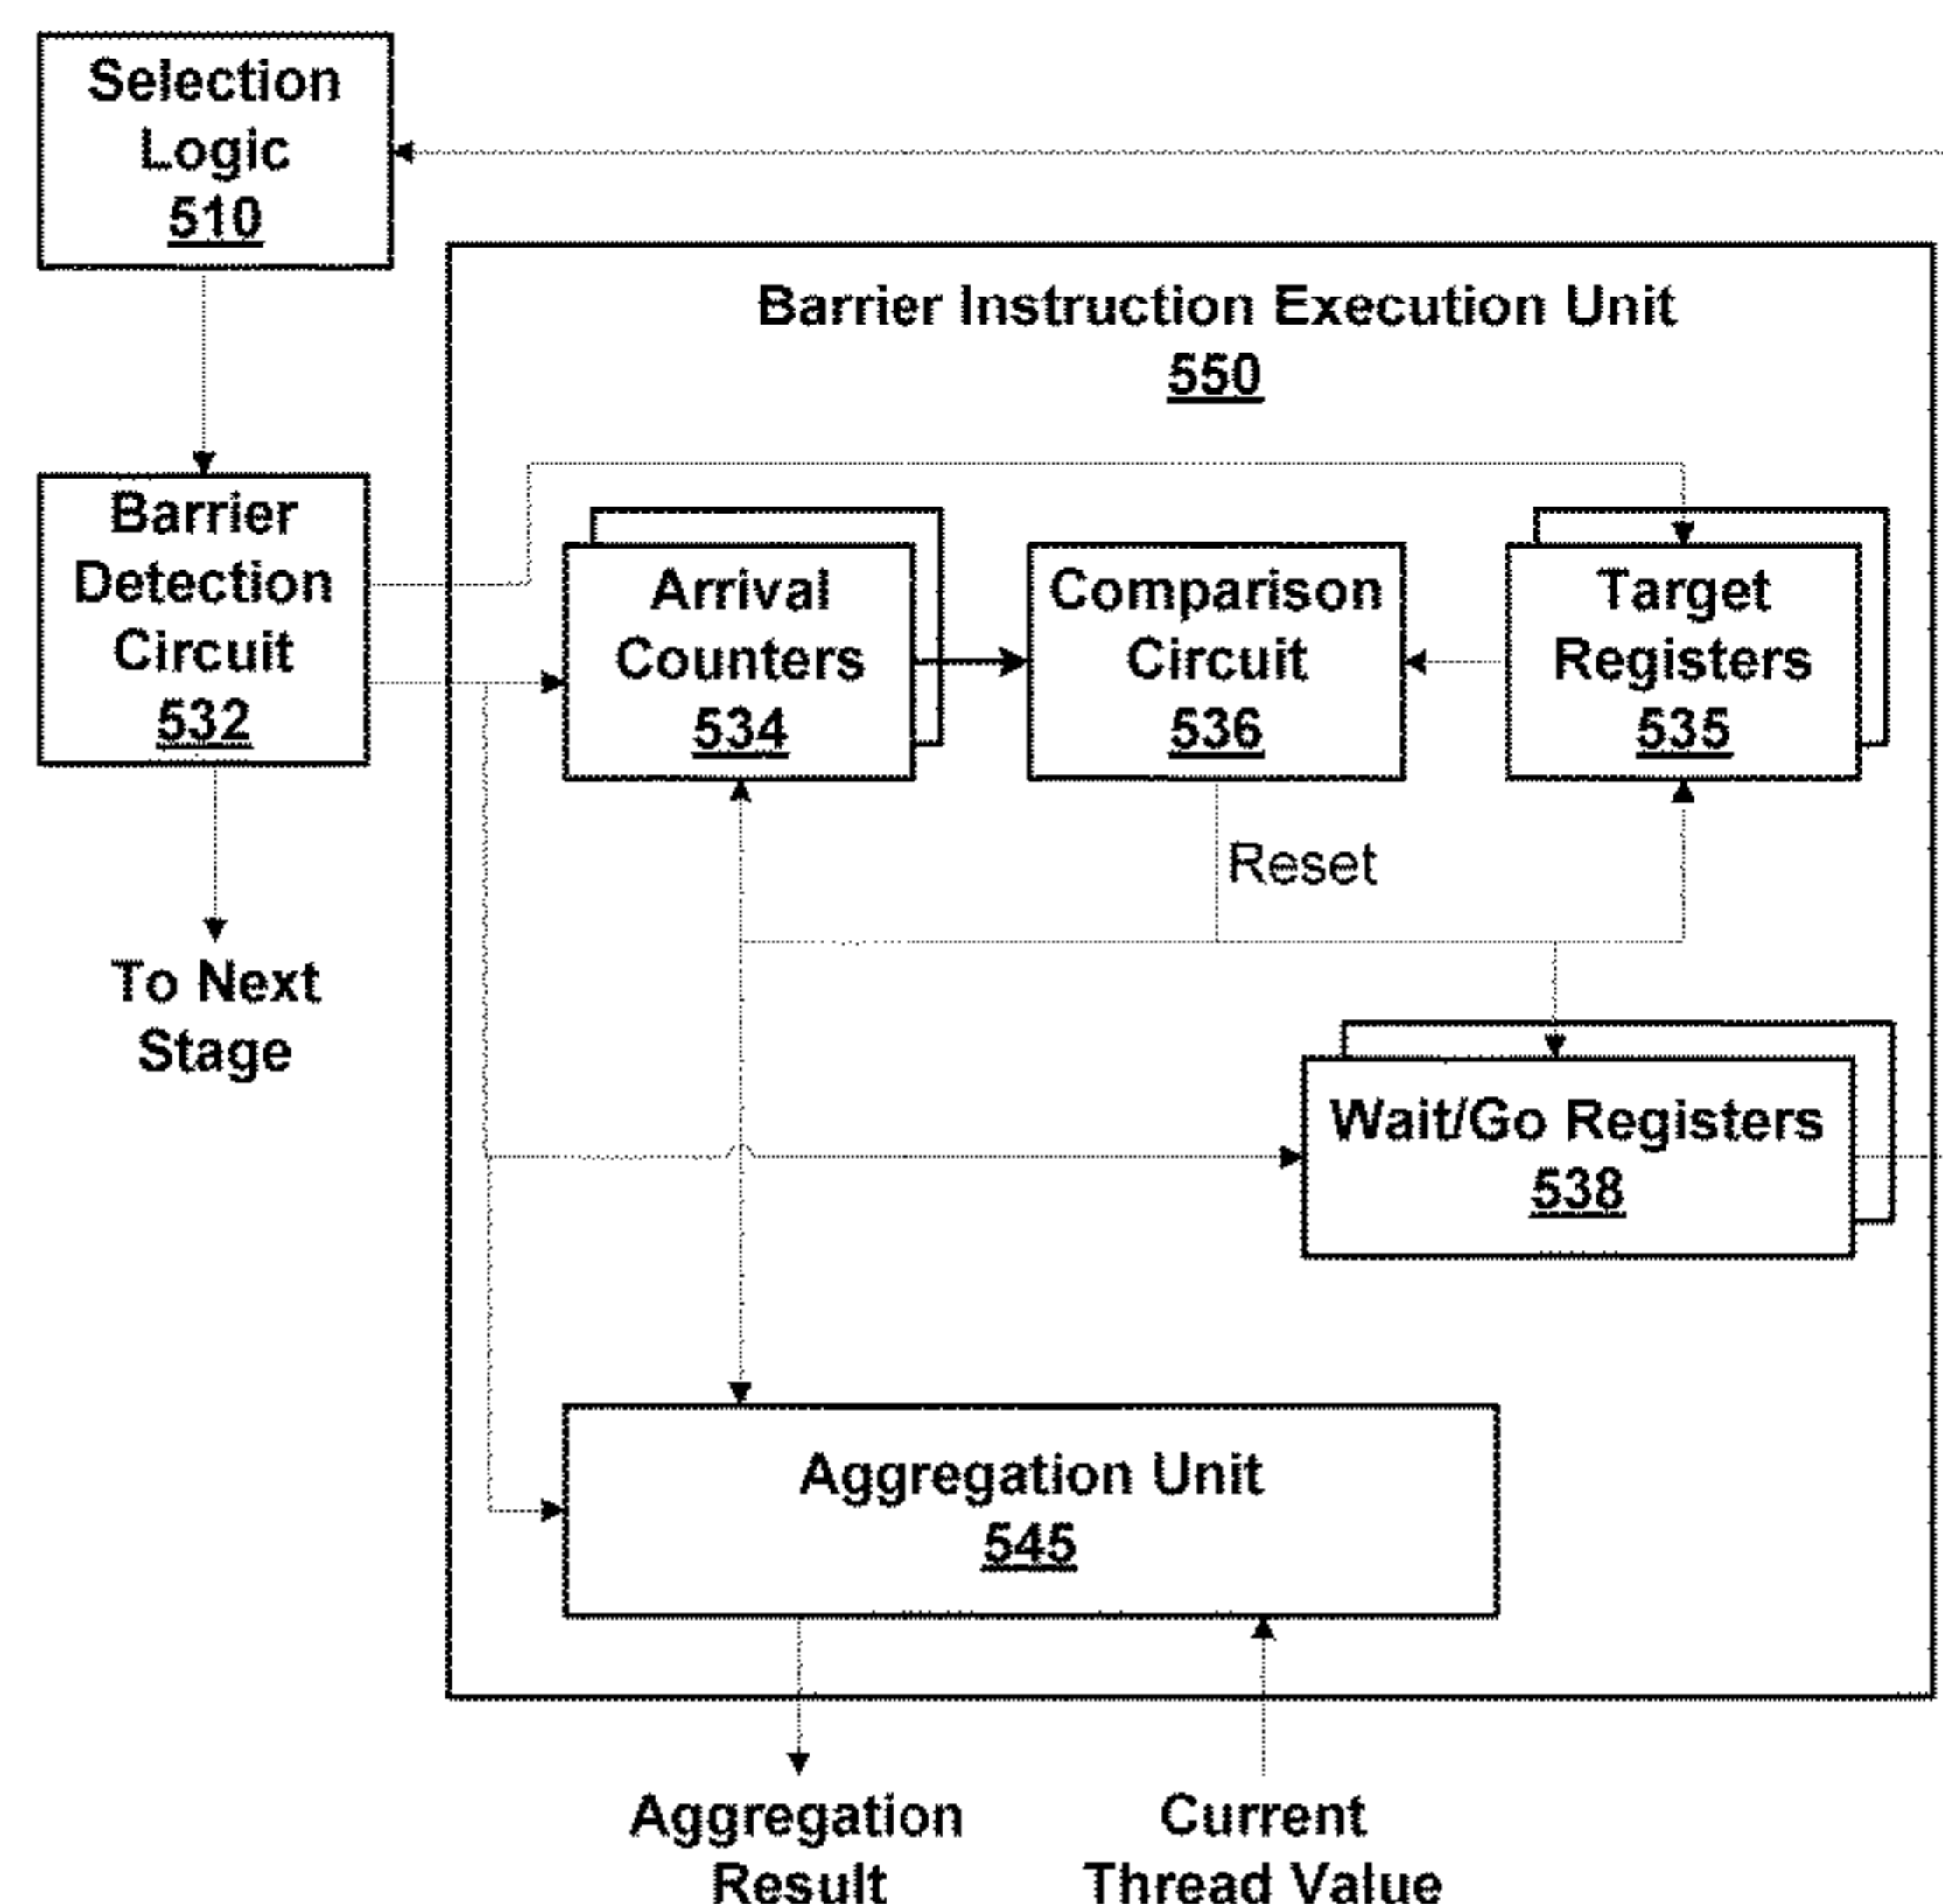 Selection
Logic
510
Barrier Instruction Execution Unit
550
Barrier
Detection
Circuit
532
Arrival
Counters
534
Comparison
Circuit
536
Target
Registers
535
Reset
To Next
Stage
Wait/Go Registers
538
Aggregation Unit
545
Aggregation
Result
Current
Thread Value